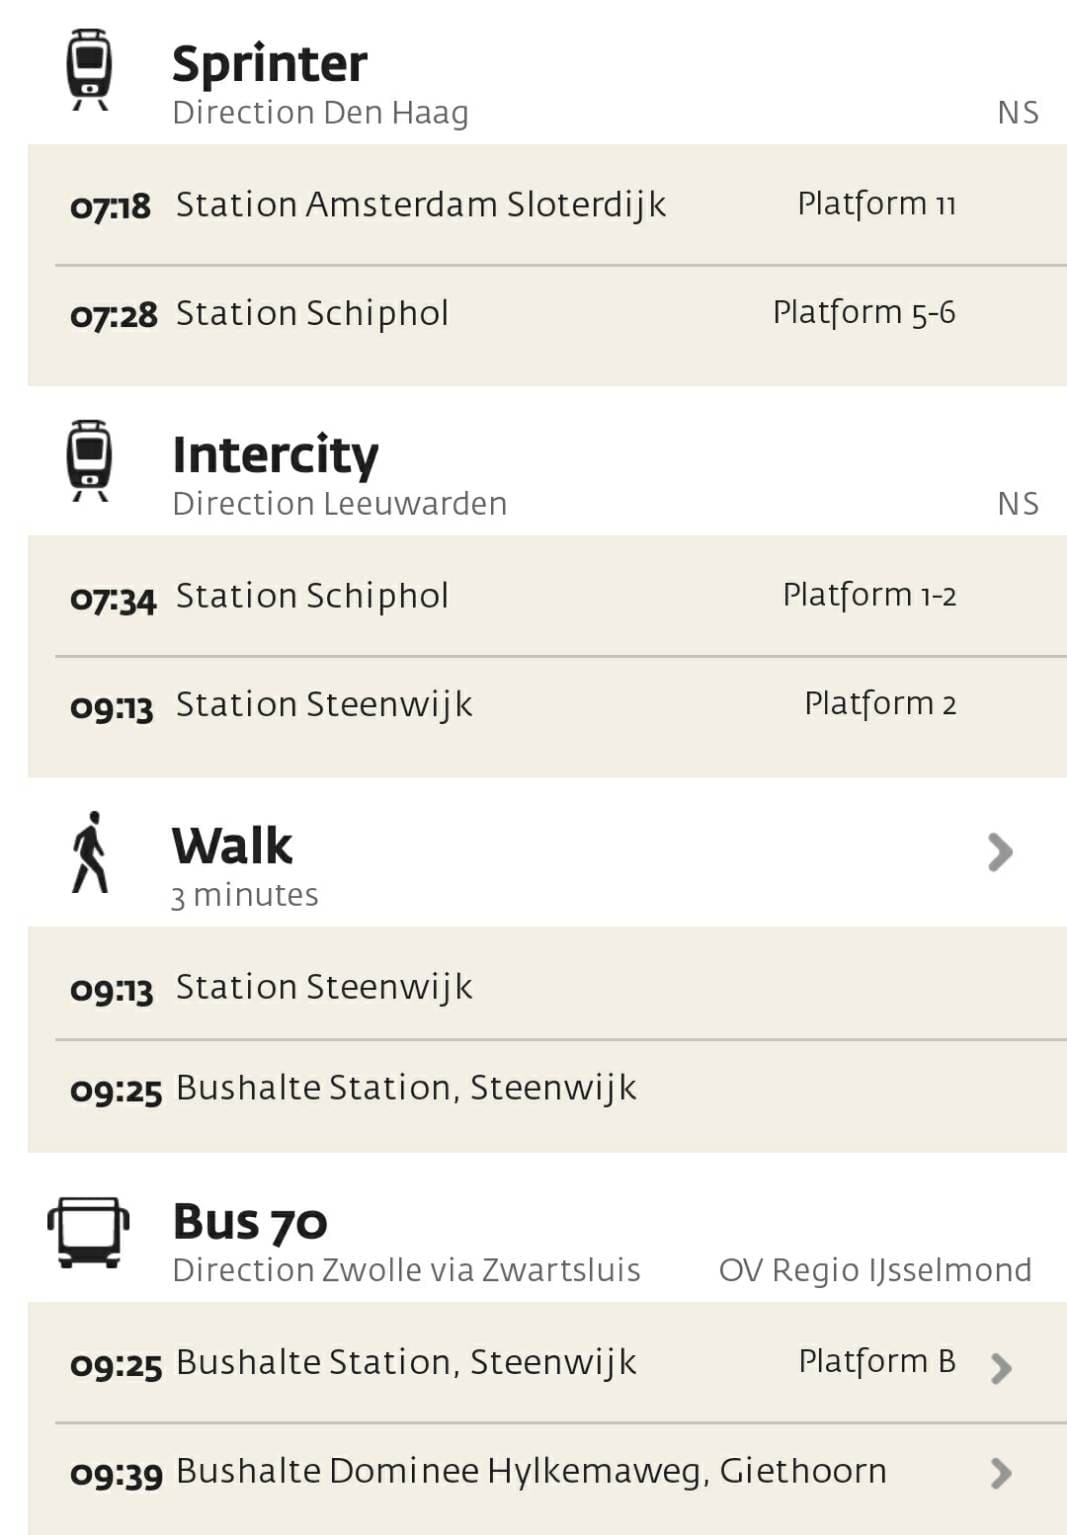 Sprinter
Direction Den Haag NS
07:18 Station Amsterdam Sloterdijk Platform 11
07:28 Station Schiphol Platform 5-6
Intercity
Direction Leeuwarden NS
07:34 Station Schiphol Platform 1-2
09:13 Station Steenwijk Platform 2
Walk
3 minutes
09:13 Station Steenwijk
09:25 Bushalte Station, Steenwijk
Bus 70
Direction Zwolle via Zwartsluis OV Regio IJsselmond
09:25 Bushalte Station, Steenwijk Platform B
09:39 Bushalte Dominee Hylkemaweg, Giethoorn